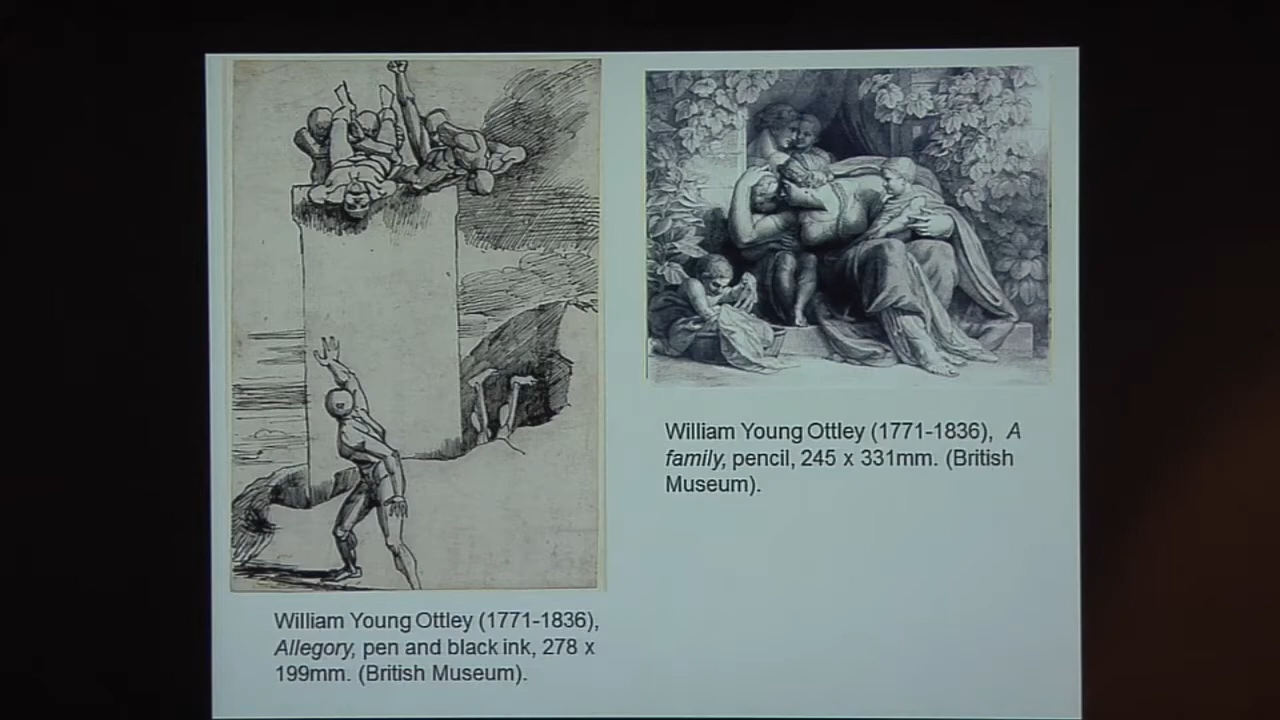 William Young Ottley (1771-1836),
Allegory, pen and black ink, 278 x
199mm. (British Museum).
William Young Ottley (1771-1836), A
family, pencil, 245 x 331mm. (British
Museum).